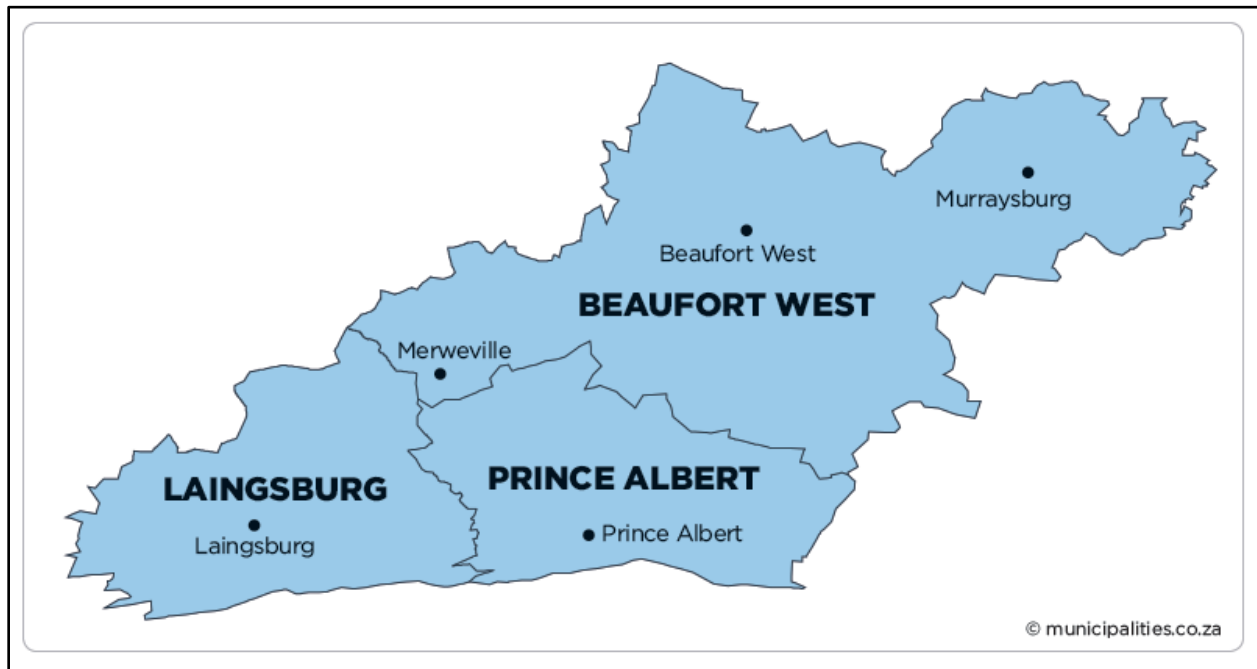 Murraysburg
Beaufort West
BEAUFORT WEST
Merweville
LAINGSBURG
PRINCE ALBERT
Laingsburg
Prince Albert
© municipalities.co.za